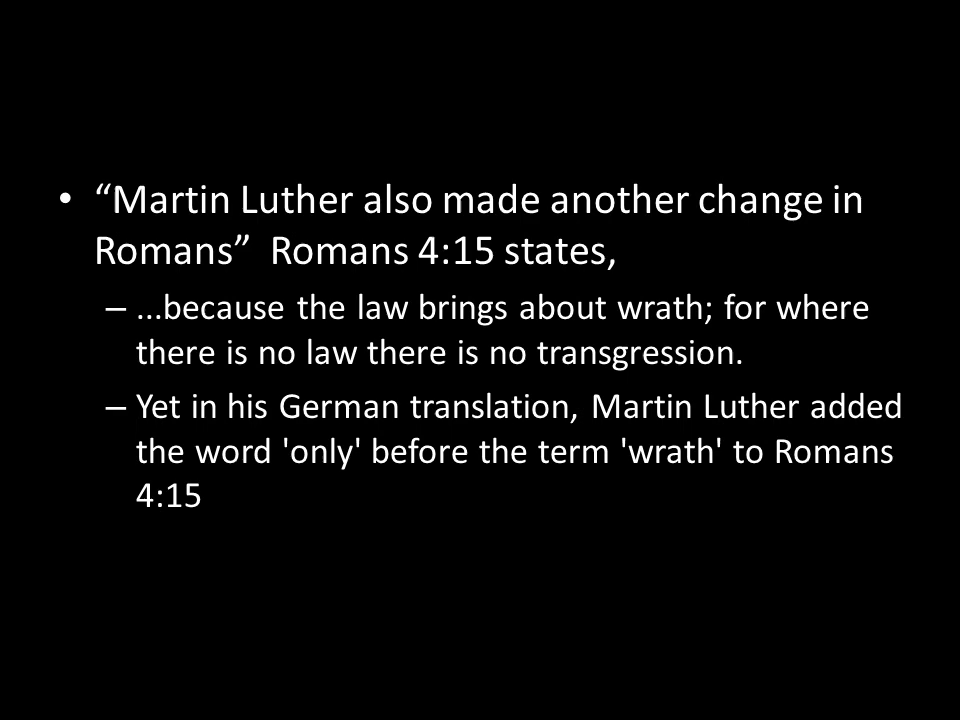 • “Martin Luther also made another change in
Romans” Romans 4:15 states,
– ...because the law brings about wrath; for where
there is no law there is no transgression.
– Yet in his German translation, Martin Luther added
the word 'only' before the term 'wrath' to Romans
4:15